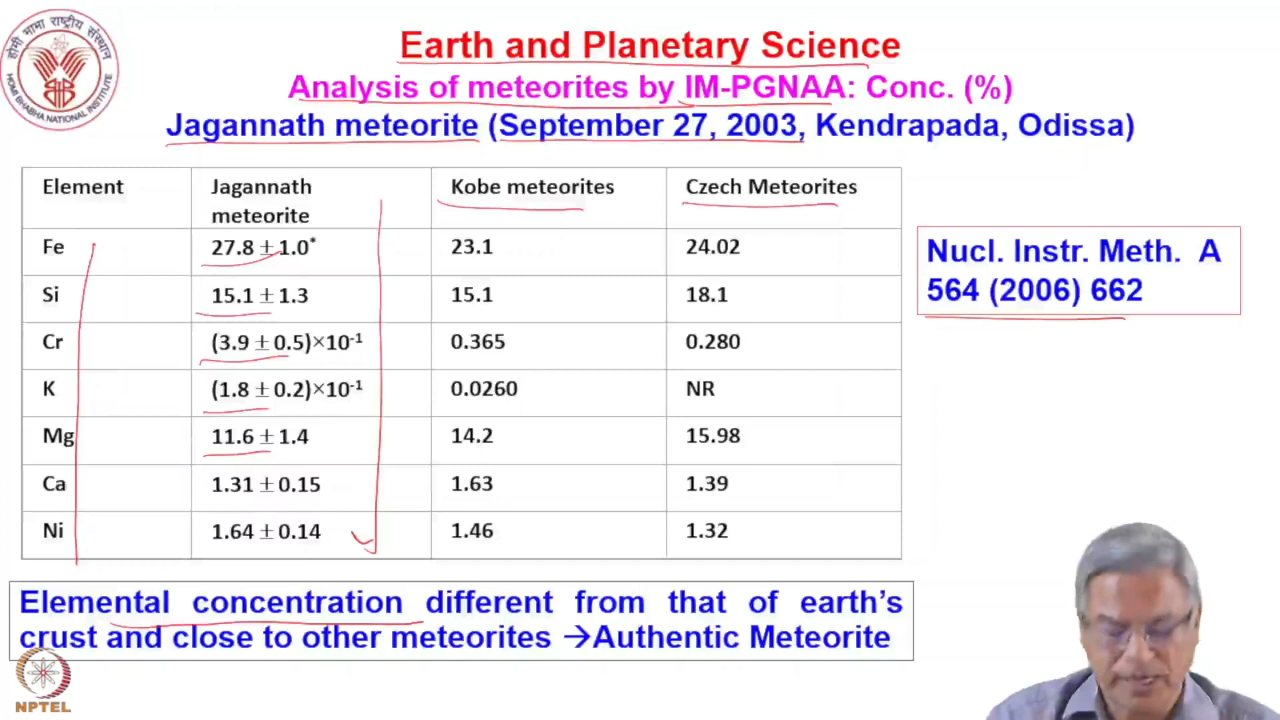 होमी भाभा राष्ट्रीय संस्थान
HOMI BHABHA NATIONAL INSTITUTE
Earth and Planetary Science
Analysis of meteorites by IM-PGNAA: Conc. (%)
Jagannath meteorite (September 27, 2003, Kendrapada, Odissa)
Element Jagannath meteorite Kobe meteorites Czech Meteorites
Fe 27.8 ± 1.0* 23.1 24.02
Si 15.1 ± 1.3 15.1 18.1
Cr (3.9 ± 0.5)×10-1 0.365 0.280
K (1.8 ± 0.2)×10-1 0.0260 NR
Mg 11.6 ± 1.4 14.2 15.98
Ca 1.31 ± 0.15 1.63 1.39
Ni 1.64 ± 0.14 1.46 1.32
Nucl. Instr. Meth. A
564 (2006) 662
Elemental concentration different from that of earth's
crust and close to other meteorites →Authentic Meteorite
NPTEL